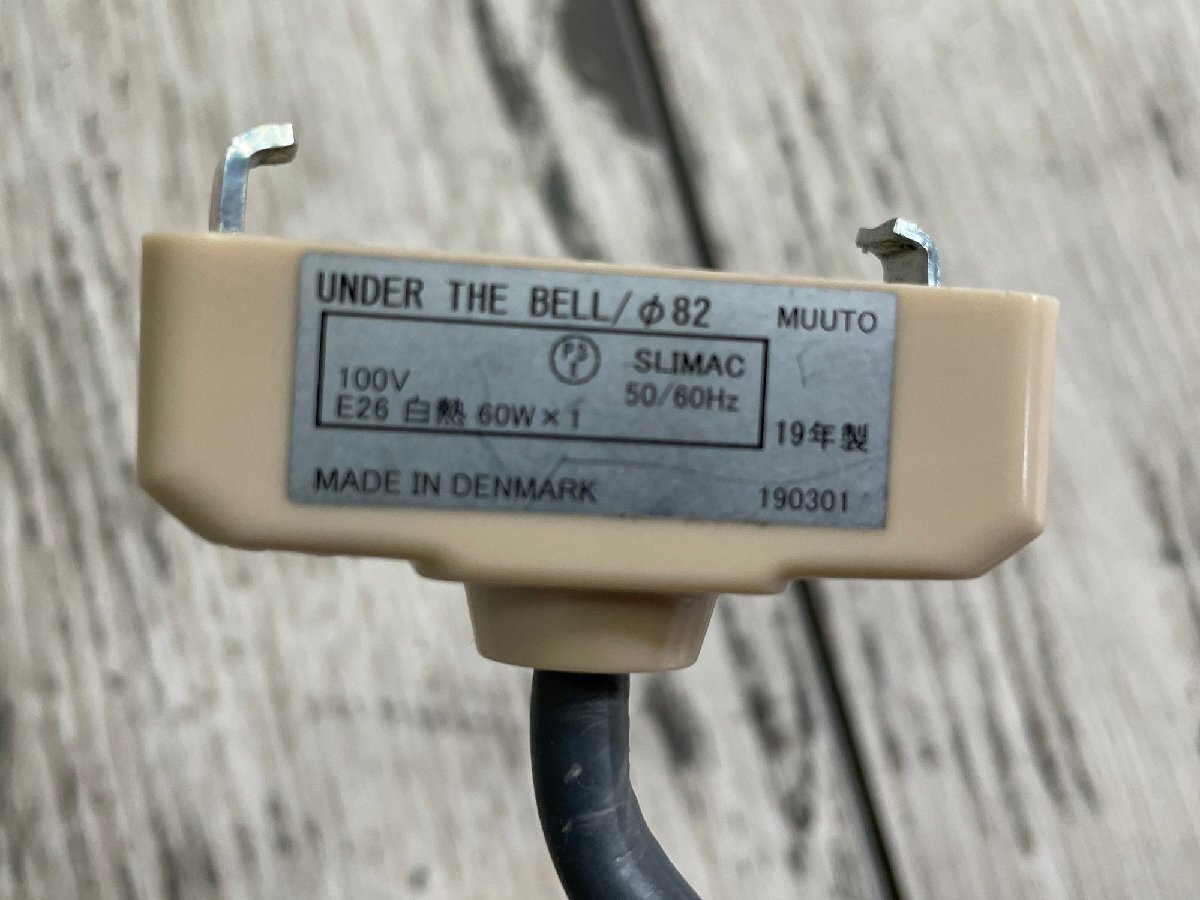 UNDER THE BELL/φ82 MUUTO
PSE SLIMAC
100V 50/60Hz
E26 白熱 60W×1
19年製
MADE IN DENMARK 190301